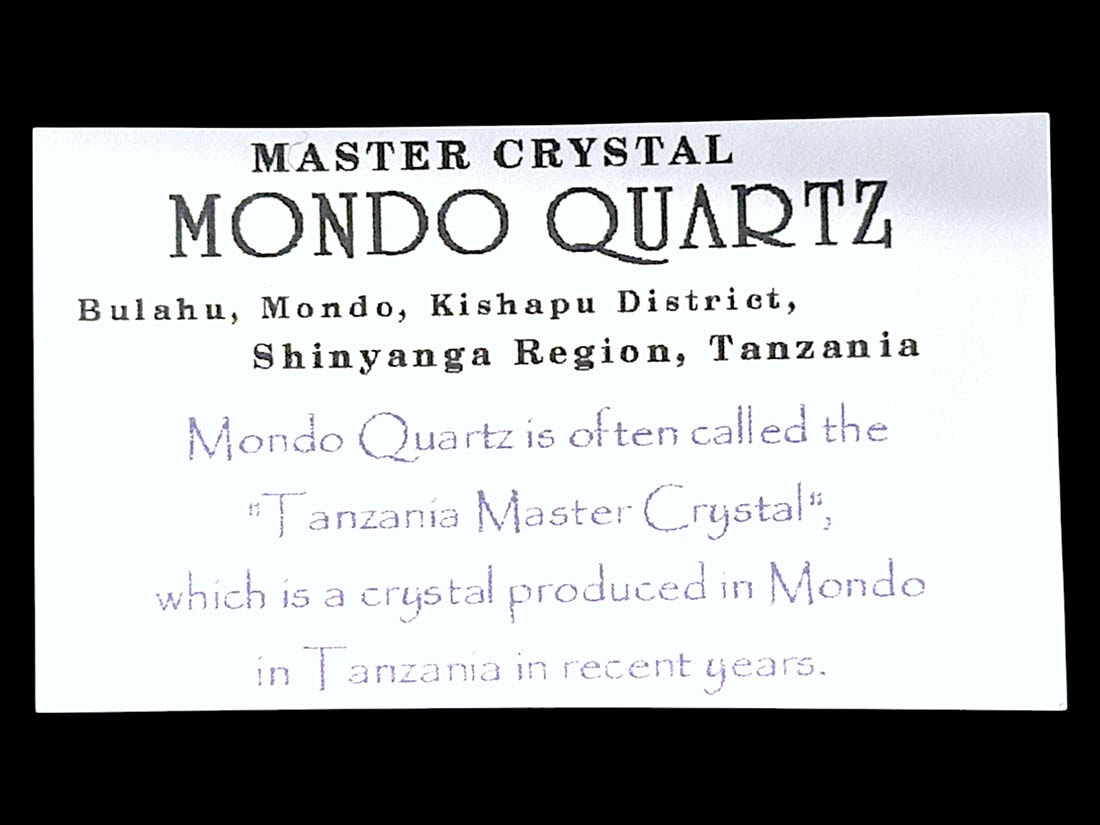 MASTER CRYSTAL
MONDO QUARTZ
Bulahu, Mondo, Kishapu District,
Shinyanga Region, Tanzania
Mondo Quartz is often called the
"Tanzania Master Crystal",
which is a crystal produced in Mondo
in Tanzania in recent years.